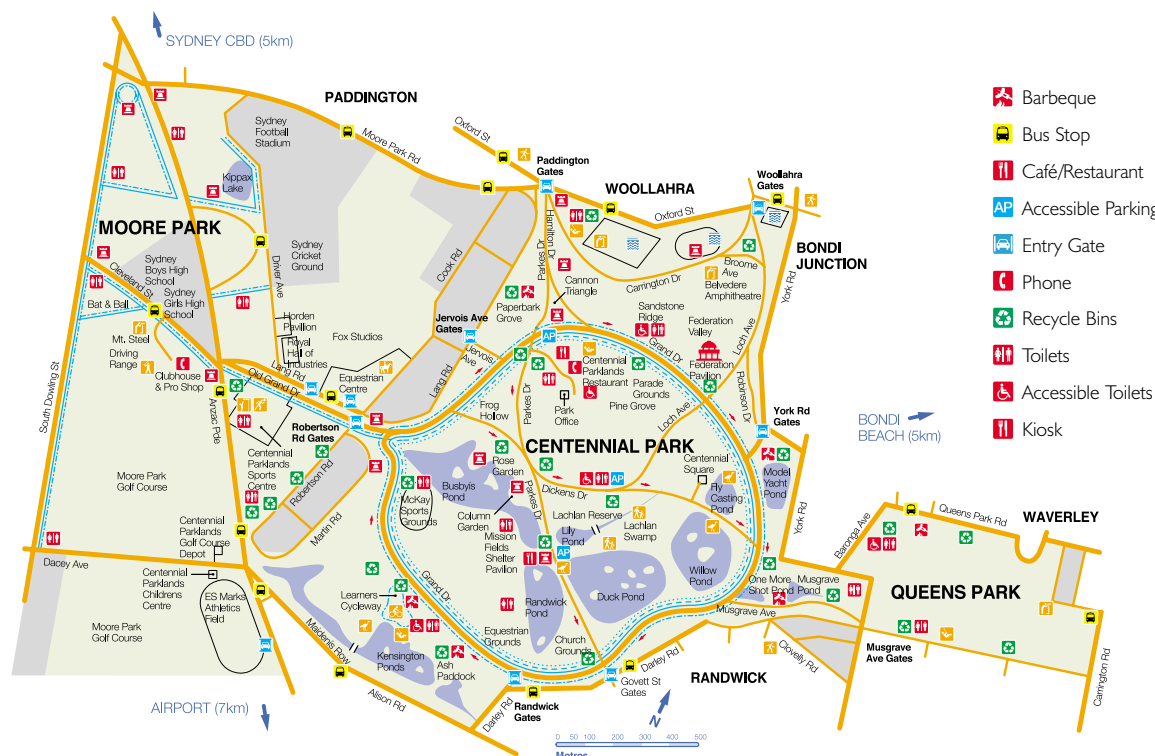 SYDNEY CBD (5km)
PADDINGTON
Sydney
Football
Stadium
Moore Park Rd
Oxford St
Paddington
Gates
WOOLLAHRA
Oxford St
Woollahra
Gates
Kippax
Lake
MOORE PARK
Sydney
Boys High
School
Sydney
Girls High
School
Cleveland St
Bat & Ball
Mt. Steel
Driving
Range
Clubhouse
& Pro Shop
Driver Ave
Sydney
Cricket
Ground
Horden
Pavilion
Royal
Hall of
Industries
Fox Studios
Cook Rd
Jervois Ave
Gates
Jervois
Ave
Lang Rd
Lang Rd
Old Grand Dr
Equestrian
Centre
Robertson
Rd Gates
Hamilton Dr
Parkes Dr
Cannon
Triangle
Paperbark
Grove
Carrington Dr
Broome
Ave
Belvedere
Amphitheatre
BONDI
JUNCTION
York Rd
Sandstone
Ridge
Federation
Valley
Grand Dr
Federation
Pavilion
Loch Ave
Robinson Dr
AP
Centennial
Parklands
Restaurant
Parade
Grounds
Pine Grove
Park
Office
Parkes Dr
Frog
Hollow
Loch Ave
CENTENNIAL PARK
York Rd
Gates
BONDI
BEACH (5km)
South Dowling St
Anzac Pde
Moore Park
Golf Course
Centennial
Parklands
Sports
Centre
Robertson Rd
Martin Rd
McKay
Sports
Grounds
Busbyis
Pond
Rose
Garden
Column
Garden
Parkes Dr
Dickens Dr
AP
Centennial
Square
Fly
Casting
Pond
Model
Yacht
Pond
York Rd
Lachlan Reserve
Lily
Pond
Lachlan
Swamp
Mission
Fields
Shelter
Pavilion
AP
Willow
Pond
Duck Pond
Randwick
Pond
Centennial
Parklands
Golf Course
Depot
Dacey Ave
Centennial
Parklands
Childrens
Centre
ES Marks
Athletics
Field
Moore Park
Golf Course
Learners
Cycleway
Grand Dr
Kensington
Ponds
Ash
Paddock
Equestrian
Grounds
Church
Grounds
Maidenis Row
Alison Rd
Darley Rd
Randwick
Gates
Govett St
Gates
Darley Rd
RANDWICK
Clovelly Rd
Musgrave Ave
One More
Shot Pond
Musgrave
Pond
Baronga Ave
Queens Park Rd
WAVERLEY
QUEENS PARK
Musgrave
Ave Gates
Carrington Rd
AIRPORT (7km)
N
0 50 100 200 300 400 500
Metres
Barbeque
Bus Stop
Café/Restaurant
AP Accessible Parking
Entry Gate
Phone
Recycle Bins
Toilets
Accessible Toilets
Kiosk